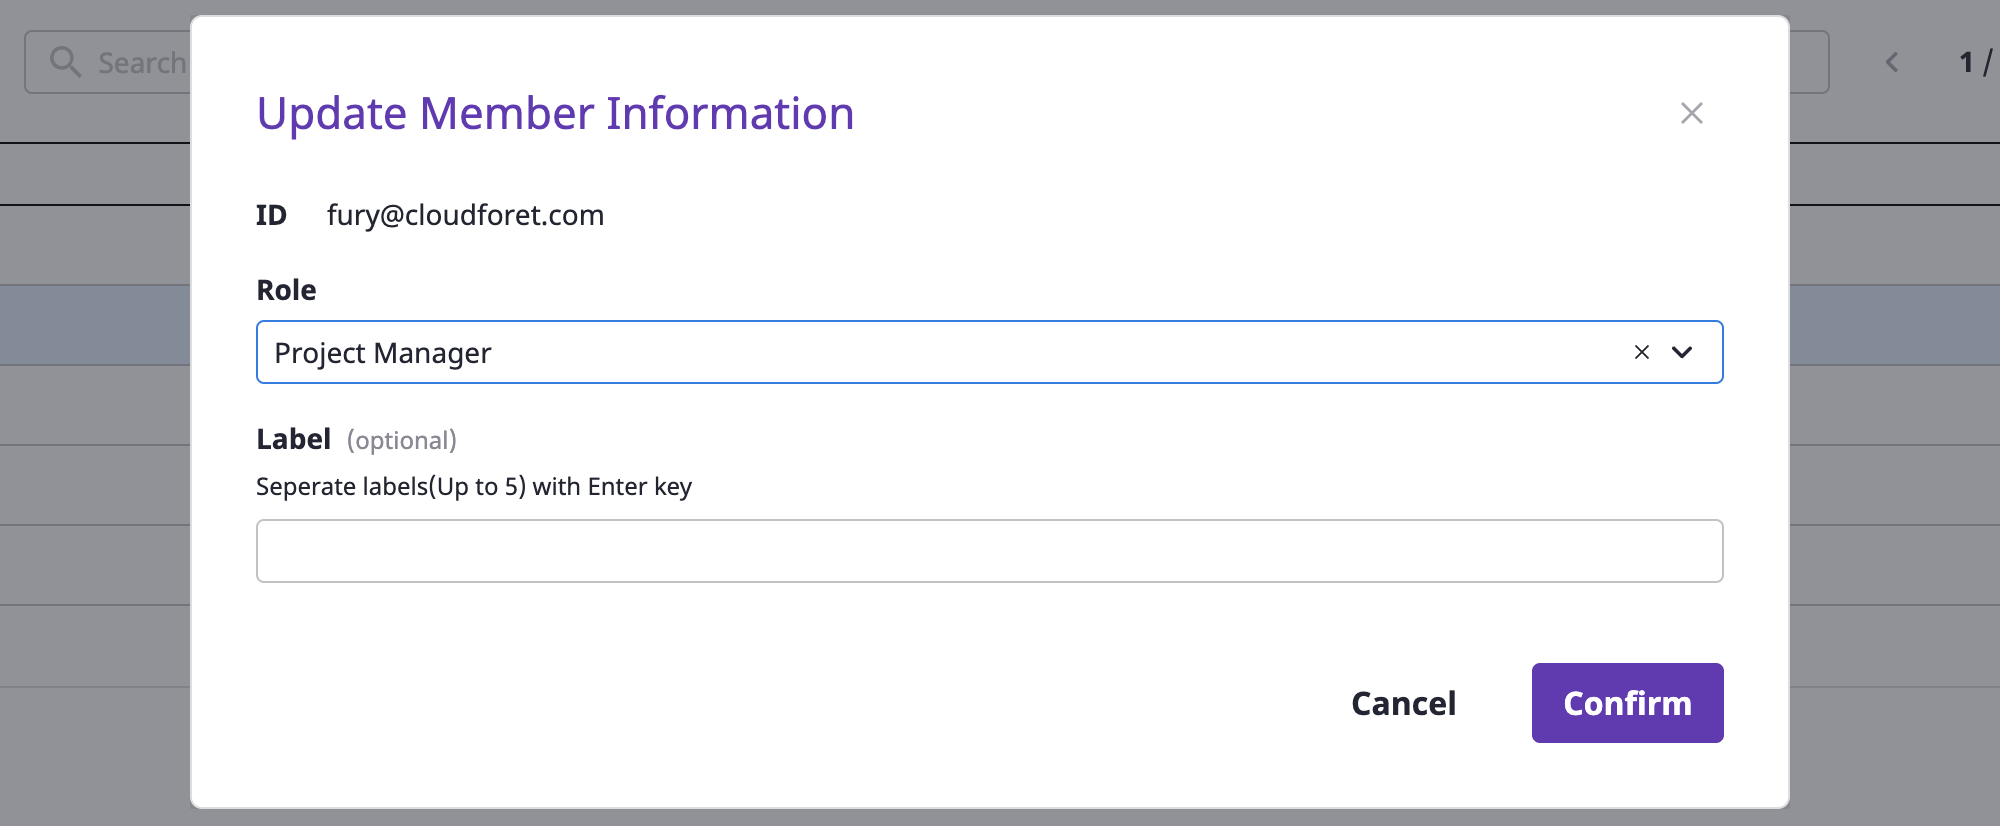 Search
1 /
Update Member Information
ID fury@cloudforet.com
Role
Project Manager
Label (optional)
Seperate labels(Up to 5) with Enter key
Cancel Confirm